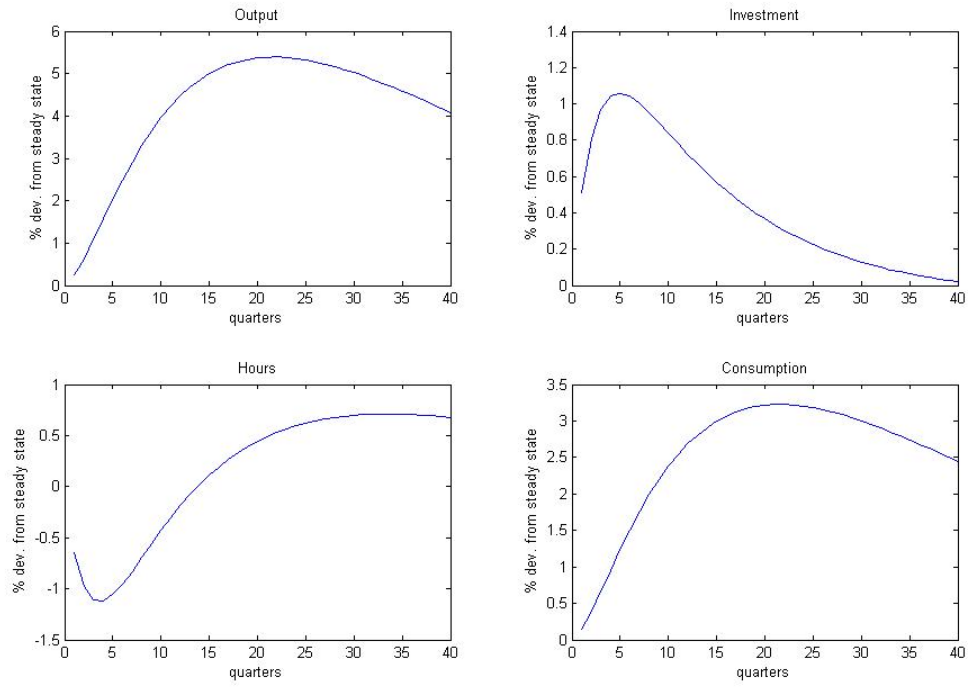 Output
% dev. from steady state
6
5
4
3
2
1
0
0 5 10 15 20 25 30 35 40
quarters
Investment
% dev. from steady state
1.4
1.2
1
0.8
0.6
0.4
0.2
0
0 5 10 15 20 25 30 35 40
quarters
Hours
% dev. from steady state
1
0.5
0
-0.5
-1
-1.5
0 5 10 15 20 25 30 35 40
quarters
Consumption
% dev. from steady state
3.5
3
2.5
2
1.5
1
0.5
0
0 5 10 15 20 25 30 35 40
quarters